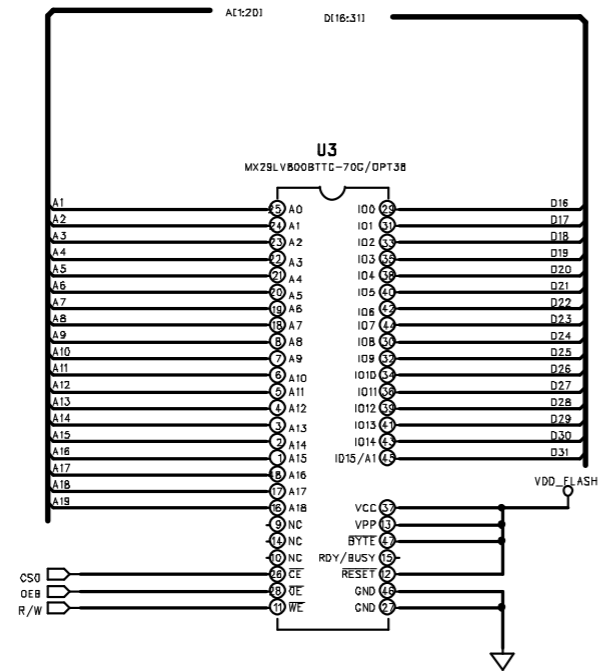 A[1:20] D[16:31]
U3
MX29LV800BTTC-70G/OPT38
A1 25 A0 IO0 29 D16
A2 24 A1 IO1 31 D17
A3 23 A2 IO2 33 D18
A4 22 A3 IO3 35 D19
A5 21 A4 IO4 38 D20
A6 20 A5 IO5 40 D21
A7 19 A6 IO6 42 D22
A8 18 A7 IO7 44 D23
A9 8 A8 IO8 30 D24
A10 7 A9 IO9 32 D25
A11 6 A10 IO10 34 D26
A12 5 A11 IO11 36 D27
A13 4 A12 IO12 39 D28
A14 3 A13 IO13 41 D29
A15 2 A14 IO14 43 D30
A16 1 A15 IO15/A1 45 D31
A17 48 A16
A18 17 A17 VDD_FLASH
A19 16 A18 VCC 37
9 NC VPP 13
14 NC BYTE 47
10 NC RDY/BUSY 15
CS0 26 CE RESET 12
OEB 28 OE GND 46
R/W 11 WE GND 27